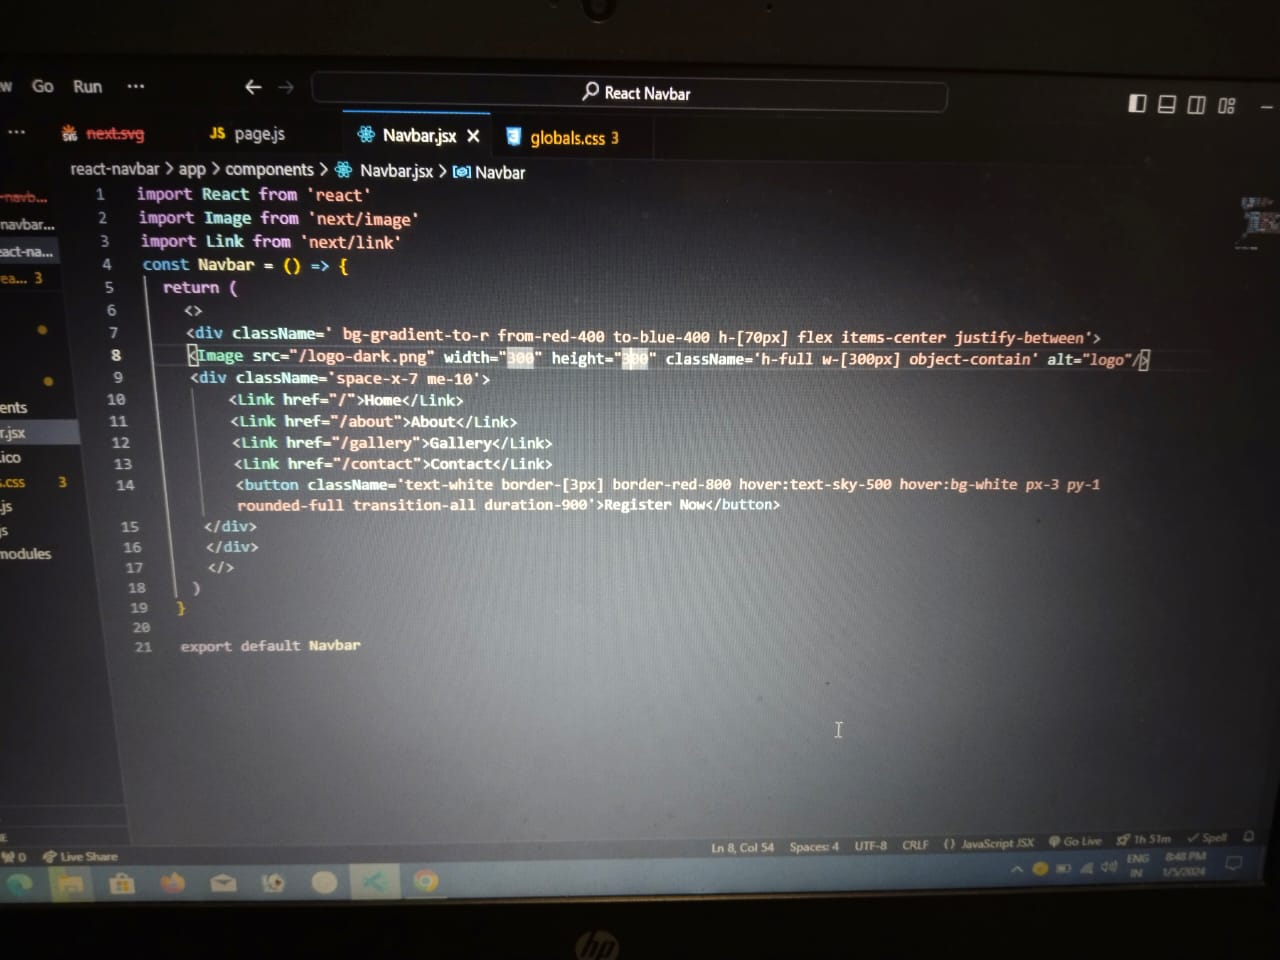 Go Run ...
React Navbar
next.svg page.js Navbar.jsx globals.css 3
react-navbar > app > components > Navbar.jsx > Navbar
1 import React from 'react'
2 import Image from 'next/image'
3 import Link from 'next/link'
4 const Navbar = () => {
5 return (
6 <>
7 <div className=' bg-gradient-to-r from-red-400 to-blue-400 h-[70px] flex items-center justify-between'>
8 <Image src="/logo-dark.png" width="300" height="300" className='h-full w-[300px] object-contain' alt="logo"/>
9 <div className='space-x-7 me-10'>
10 <Link href="/">Home</Link>
11 <Link href="/about">About</Link>
12 <Link href="/gallery">Gallery</Link>
13 <Link href="/contact">Contact</Link>
14 <button className='text-white border-[3px] border-red-800 hover:text-sky-500 hover:bg-white px-3 py-1
rounded-full transition-all duration-900'>Register Now</button>
15 </div>
16 </div>
17 </>
18 )
19 }
20
21 export default Navbar
-navb...
navbar...
eact-na...
ea... 3
ents
r.jsx
.ico
s.css 3
.js
modules
0 Live Share
Ln 8, Col 54 Spaces: 4 UTF-8 CRLF {} JavaScript JSX Go Live 1h 51m Spell
ENG 8:48 PM
IN 1/5/2024
hp